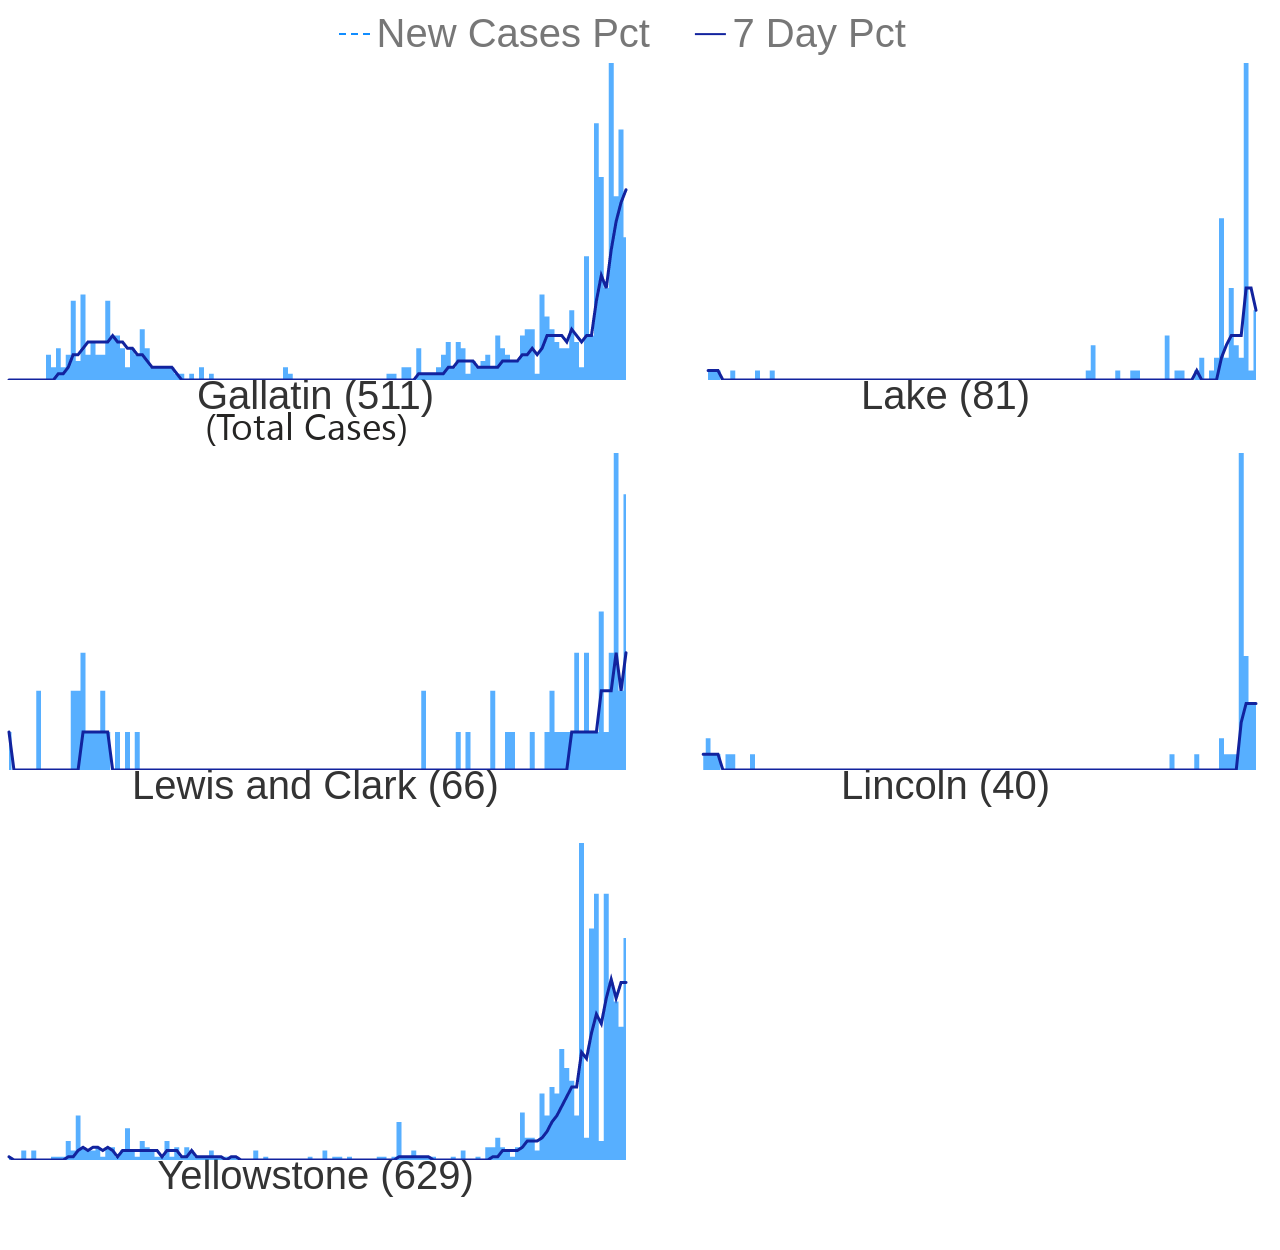 New Cases Pct 7 Day Pct
Gallatin (511) Lake (81)
(Total Cases)
Lewis and Clark (66) Lincoln (40)
Yellowstone (629)